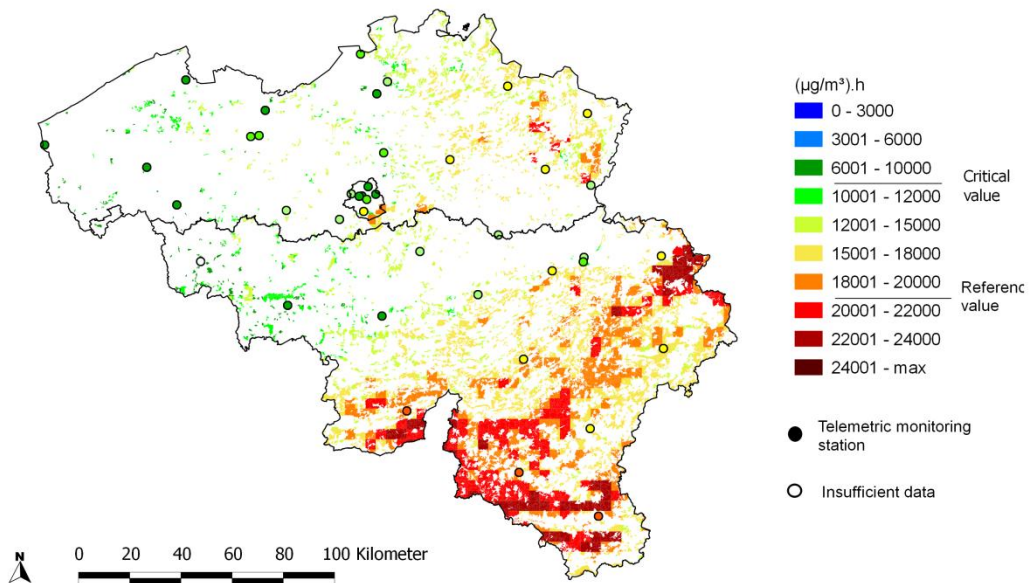 (µg/m³).h
0 - 3000
3001 - 6000
6001 - 10000
10001 - 12000
12001 - 15000
15001 - 18000
18001 - 20000
20001 - 22000
22001 - 24000
24001 - max
Critical
value
Referenc
value
Telemetric monitoring
station
Insufficient data
N
0 20 40 60 80 100 Kilometer